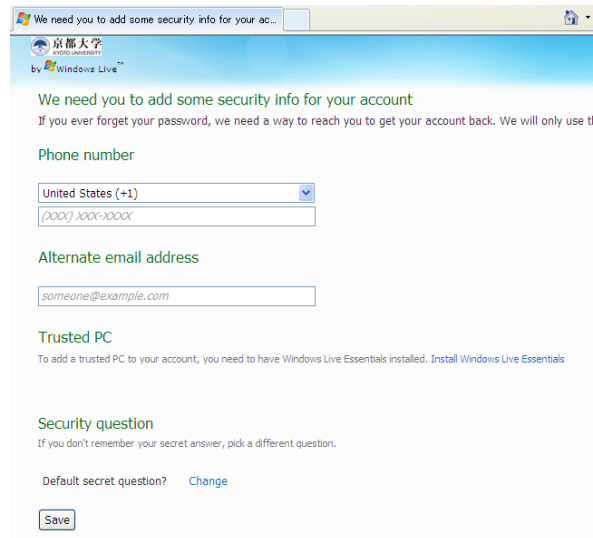 We need you to add some security info for your ac...
京都大学
KYOTO UNIVERSITY
by Windows Live™
We need you to add some security info for your account
If you ever forget your password, we need a way to reach you to get your account back. We will only use th
Phone number
United States (+1)
(XXX) XXX-XXXX
Alternate email address
someone@example.com
Trusted PC
To add a trusted PC to your account, you need to have Windows Live Essentials installed. Install Windows Live Essentials
Security question
If you don't remember your secret answer, pick a different question.
Default secret question? Change
Save